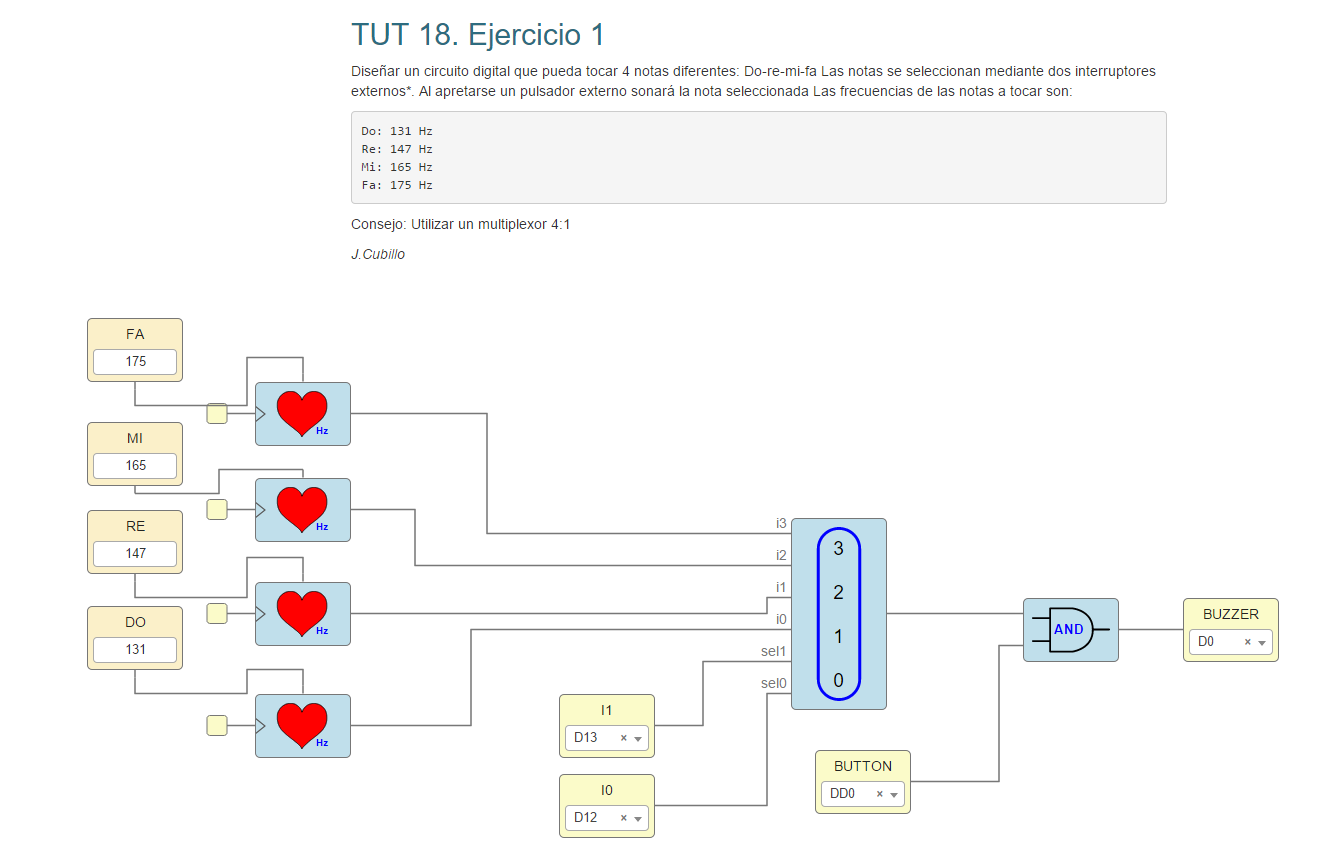 TUT 18. Ejercicio 1
Diseñar un circuito digital que pueda tocar 4 notas diferentes: Do-re-mi-fa Las notas se seleccionan mediante dos interruptores
externos*. Al apretarse un pulsador externo sonará la nota seleccionada Las frecuencias de las notas a tocar son:
Do: 131 Hz
Re: 147 Hz
Mi: 165 Hz
Fa: 175 Hz
Consejo: Utilizar un multiplexor 4:1
J.Cubillo
FA
175
Hz
MI
165
Hz
RE
147
Hz
DO
131
Hz
i3
i2
i1
i0
sel1
sel0
3
2
1
0
I1
D13 ×
I0
D12 ×
AND
BUTTON
DD0 ×
BUZZER
D0 ×